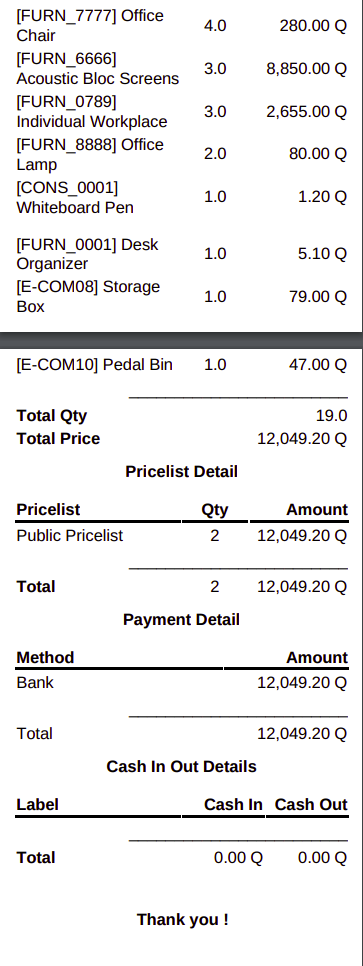 [FURN_7777] Office Chair 4.0 280.00 Q
[FURN_6666] Acoustic Bloc Screens 3.0 8,850.00 Q
[FURN_0789] Individual Workplace 3.0 2,655.00 Q
[FURN_8888] Office Lamp 2.0 80.00 Q
[CONS_0001] Whiteboard Pen 1.0 1.20 Q
[FURN_0001] Desk Organizer 1.0 5.10 Q
[E-COM08] Storage Box 1.0 79.00 Q
[E-COM10] Pedal Bin 1.0 47.00 Q
Total Qty 19.0
Total Price 12,049.20 Q
Pricelist Detail
Pricelist Qty Amount
Public Pricelist 2 12,049.20 Q
Total 2 12,049.20 Q
Payment Detail
Method Amount
Bank 12,049.20 Q
Total 12,049.20 Q
Cash In Out Details
Label Cash In Cash Out
Total 0.00 Q 0.00 Q
Thank you !